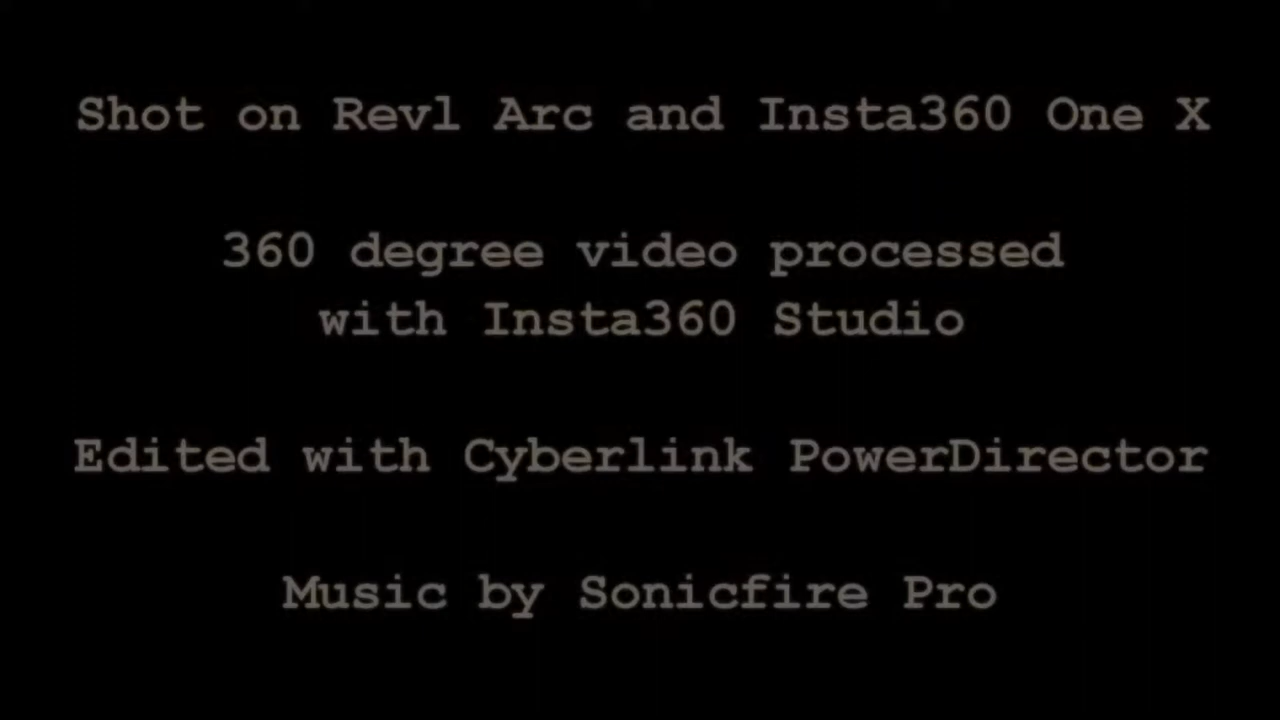 Shot on Revl Arc and Insta360 One X
360 degree video processed
with Insta360 Studio
Edited with Cyberlink PowerDirector
Music by Sonicfire Pro